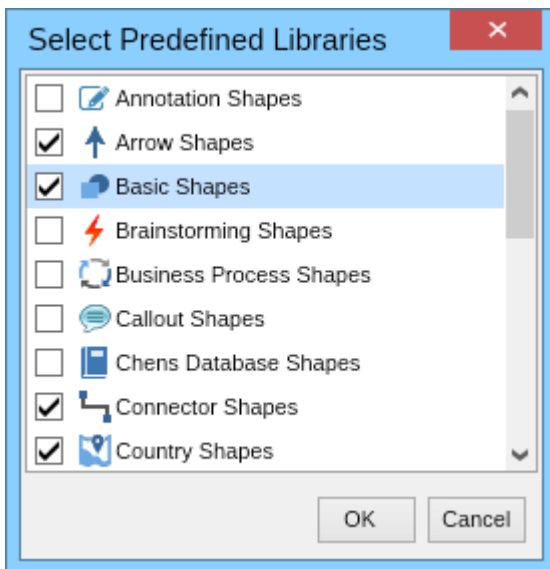 Select Predefined Libraries
Annotation Shapes
Arrow Shapes
Basic Shapes
Brainstorming Shapes
Business Process Shapes
Callout Shapes
Chens Database Shapes
Connector Shapes
Country Shapes
OK Cancel